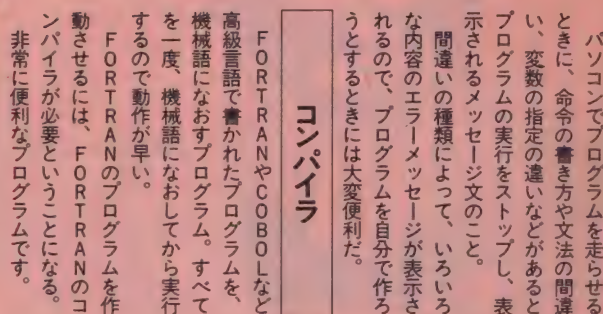 パソコンでプログラムを走らせる
ときに、命令の書き方や文法の間違
い、変数の指定の違いなどがあると
プログラムの実行をストップし、表
示されるメッセージ文のこと。
間違いの種類によって、いろいろ
な内容のエラーメッセージが表示さ
れるので、プログラムを自分で作ろ
うとするときには大変便利だ。
コンパイラ
FORTRANやCOBOLなど
高級言語で書かれたプログラムを、
機械語になおすプログラム。すべて
を一度、機械語になおしてから実行
するので動作が早い。
FORTRANのプログラムを作
動させるには、FORTRANのコ
ンパイラが必要ということになる。
非常に便利なプログラムです。